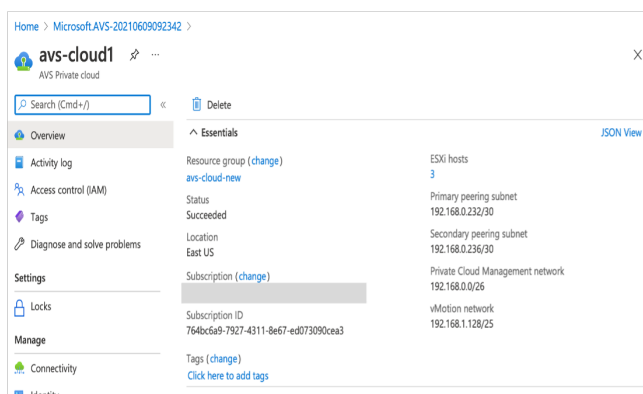 Home > Microsoft.AVS-20210609092342 >
avs-cloud1
AVS Private cloud
Search (Cmd+/)
«
Overview
Activity log
Access control (IAM)
Tags
Diagnose and solve problems
Settings
Locks
Manage
Connectivity
Identity
Delete
Essentials
JSON View
Resource group (change)
avs-cloud-new
Status
Succeeded
Location
East US
Subscription (change)
Subscription ID
764bc6a9-7927-4311-8e67-ed073090cea3
Tags (change)
Click here to add tags
ESXi hosts
3
Primary peering subnet
192.168.0.232/30
Secondary peering subnet
192.168.0.236/30
Private Cloud Management network
192.168.0.0/26
vMotion network
192.168.1.128/25